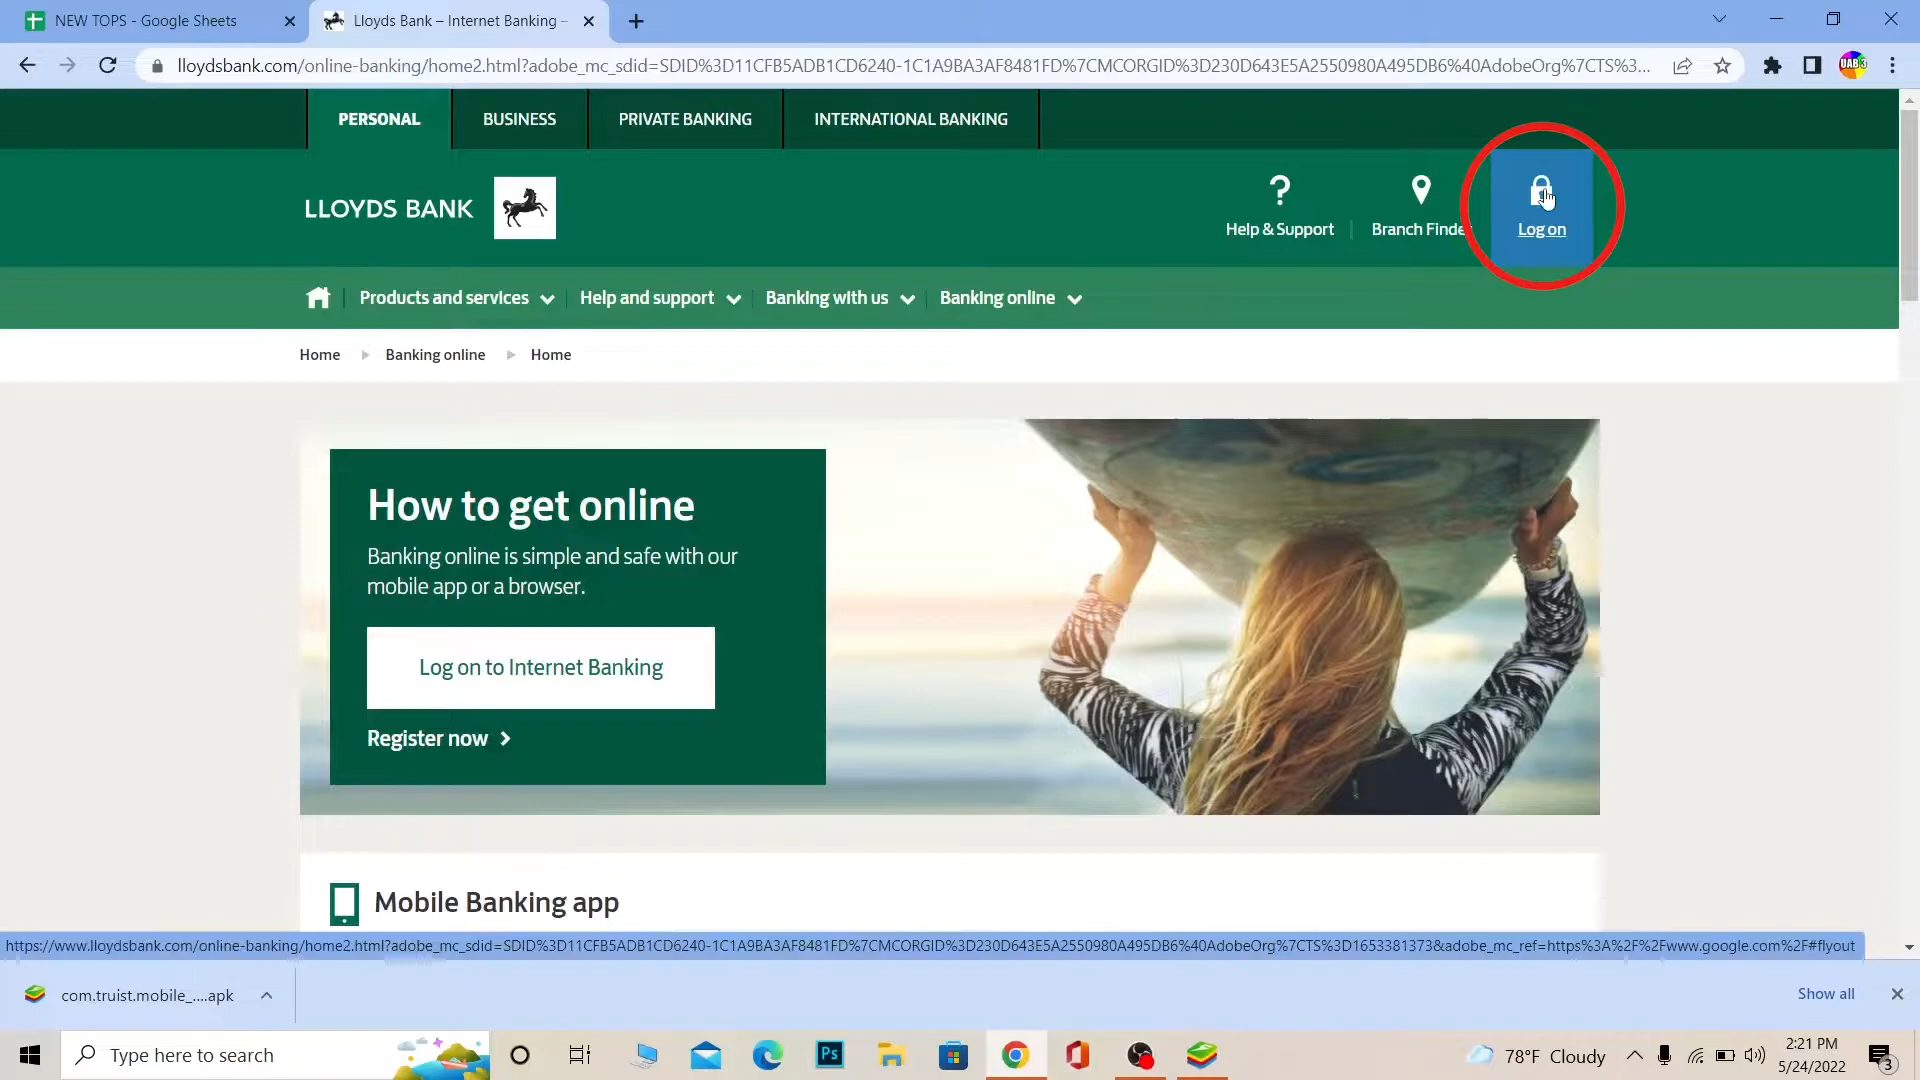 NEW TOPS - Google Sheets
Lloyds Bank – Internet Banking –
lloydsbank.com/online-banking/home2.html?adobe_mc_sdid=SDID%3D11CFB5ADB1CD6240-1C1A9BA3AF8481FD%7CMCORGID%3D230D643E5A2550980A495DB6%40AdobeOrg%7CTS%3...
UAB 3
PERSONAL
BUSINESS
PRIVATE BANKING
INTERNATIONAL BANKING
LLOYDS BANK
?
Help & Support
Branch Finder
Log on
Products and services
Help and support
Banking with us
Banking online
Home
Banking online
Home
How to get online
Banking online is simple and safe with our
mobile app or a browser.
Log on to Internet Banking
Register now
Mobile Banking app
https://www.lloydsbank.com/online-banking/home2.html?adobe_mc_sdid=SDID%3D11CFB5ADB1CD6240-1C1A9BA3AF8481FD%7CMCORGID%3D230D643E5A2550980A495DB6%40AdobeOrg%7CTS%3D1653381373&adobe_mc_ref=https%3A%2F%2Fwww.google.com%2F#flyout
com.truist.mobile_....apk
Show all
Type here to search
Ps
78°F Cloudy
2:21 PM
5/24/2022
3